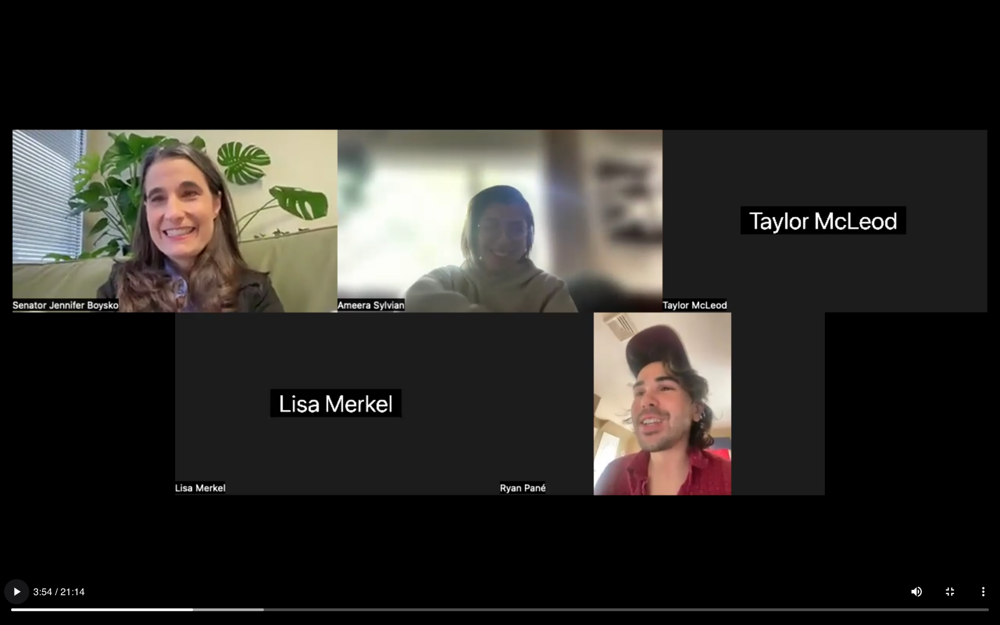 Taylor McLeod
Senator Jennifer Boysko
Ameera Sylvian
Taylor McLeod
Lisa Merkel
Lisa Merkel
Ryan Pané
3:54 / 21:14